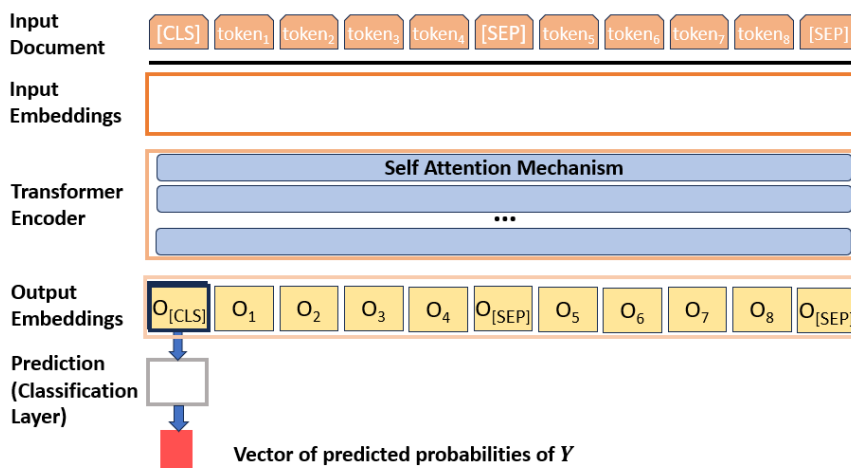 Input
Document
[CLS] token₁ token₂ token₃ token₄ [SEP] token₅ token₆ token₇ token₈ [SEP]
Input
Embeddings
Self Attention Mechanism
Transformer
Encoder
...
Output
Embeddings
O[CLS] O₁ O₂ O₃ O₄ O[SEP] O₅ O₆ O₇ O₈ O[SEP]
Prediction
(Classification
Layer)
Vector of predicted probabilities of Y